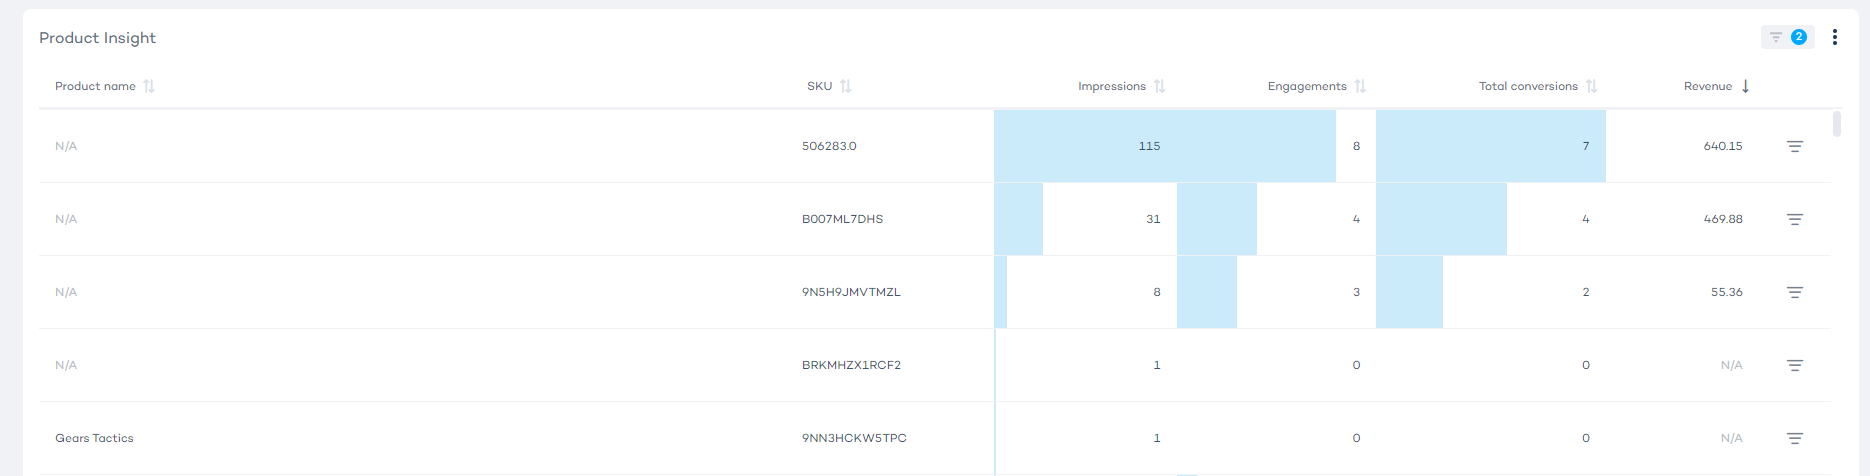 Product Insight 2
Product name SKU Impressions Engagements Total conversions Revenue
N/A 506283.0 115 8 7 640.15
N/A B007ML7DHS 31 4 4 469.88
N/A 9N5H9JMVTMZL 8 3 2 55.36
N/A BRKMHZX1RCF2 1 0 0 N/A
Gears Tactics 9NN3HCKW5TPC 1 0 0 N/A